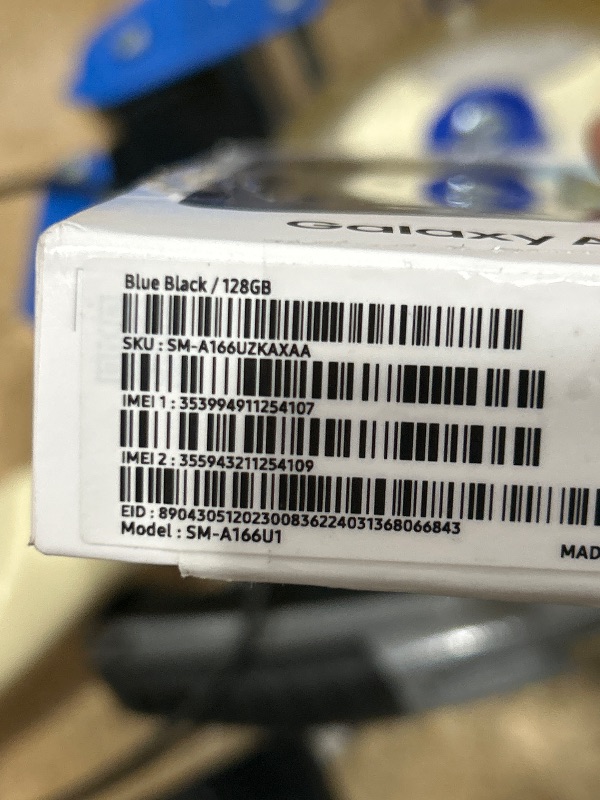 Galaxy A
Blue Black / 128GB
SKU : SM-A166UZKAXAA
IMEI 1 : 353994911254107
IMEI 2 : 355943211254109
EID : 89043051202300836224031368066843
Model : SM-A166U1
MAD